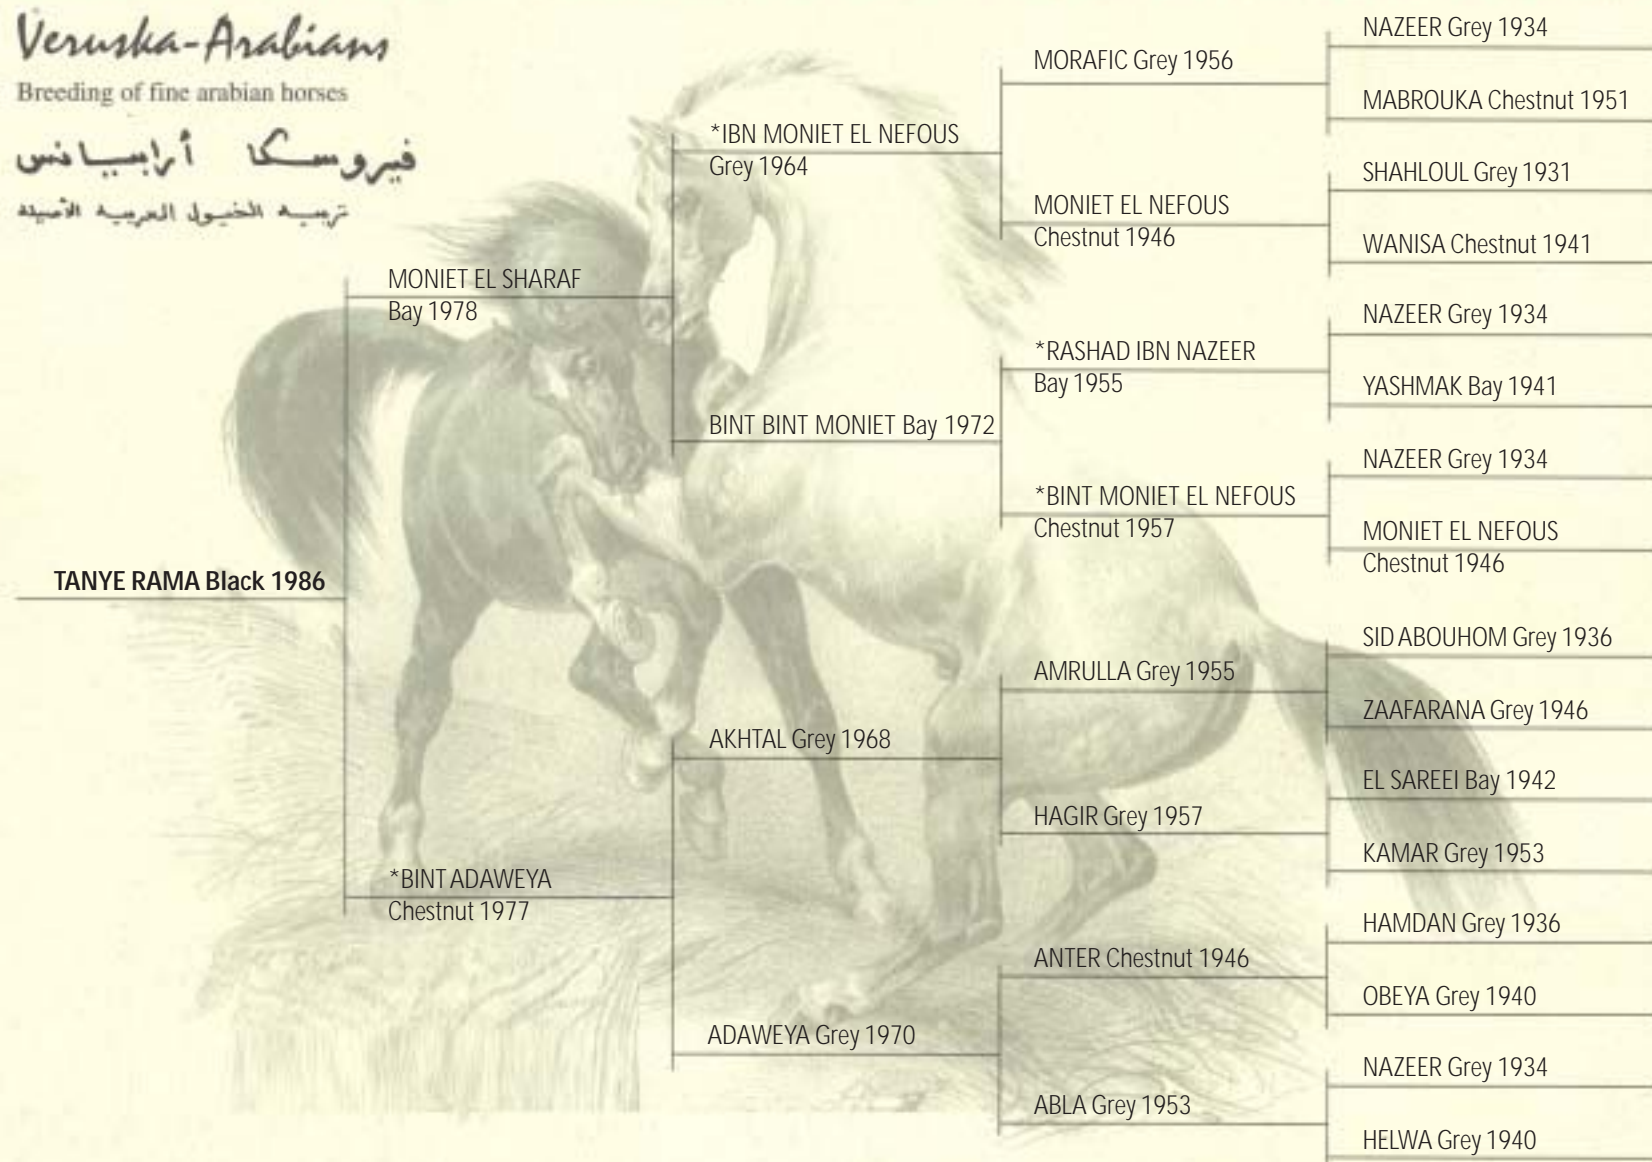 Veruska-Arabians
Breeding of fine arabian horses
فيروسكا أرابيانس
تربية الخيول العربية الأصيلة
NAZEER Grey 1934
MORAFIC Grey 1956
MABROUKA Chestnut 1951
*IBN MONIET EL NEFOUS
Grey 1964
SHAHLOUL Grey 1931
MONIET EL NEFOUS
Chestnut 1946
WANISA Chestnut 1941
MONIET EL SHARAF
Bay 1978
NAZEER Grey 1934
*RASHAD IBN NAZEER
Bay 1955
YASHMAK Bay 1941
BINT BINT MONIET Bay 1972
NAZEER Grey 1934
*BINT MONIET EL NEFOUS
Chestnut 1957
MONIET EL NEFOUS
Chestnut 1946
TANYE RAMA Black 1986
SID ABOUHOM Grey 1936
AMRULLA Grey 1955
ZAAFARANA Grey 1946
AKHTAL Grey 1968
EL SAREEI Bay 1942
HAGIR Grey 1957
KAMAR Grey 1953
*BINT ADAWEYA
Chestnut 1977
HAMDAN Grey 1936
ANTER Chestnut 1946
OBEYA Grey 1940
ADAWEYA Grey 1970
NAZEER Grey 1934
ABLA Grey 1953
HELWA Grey 1940